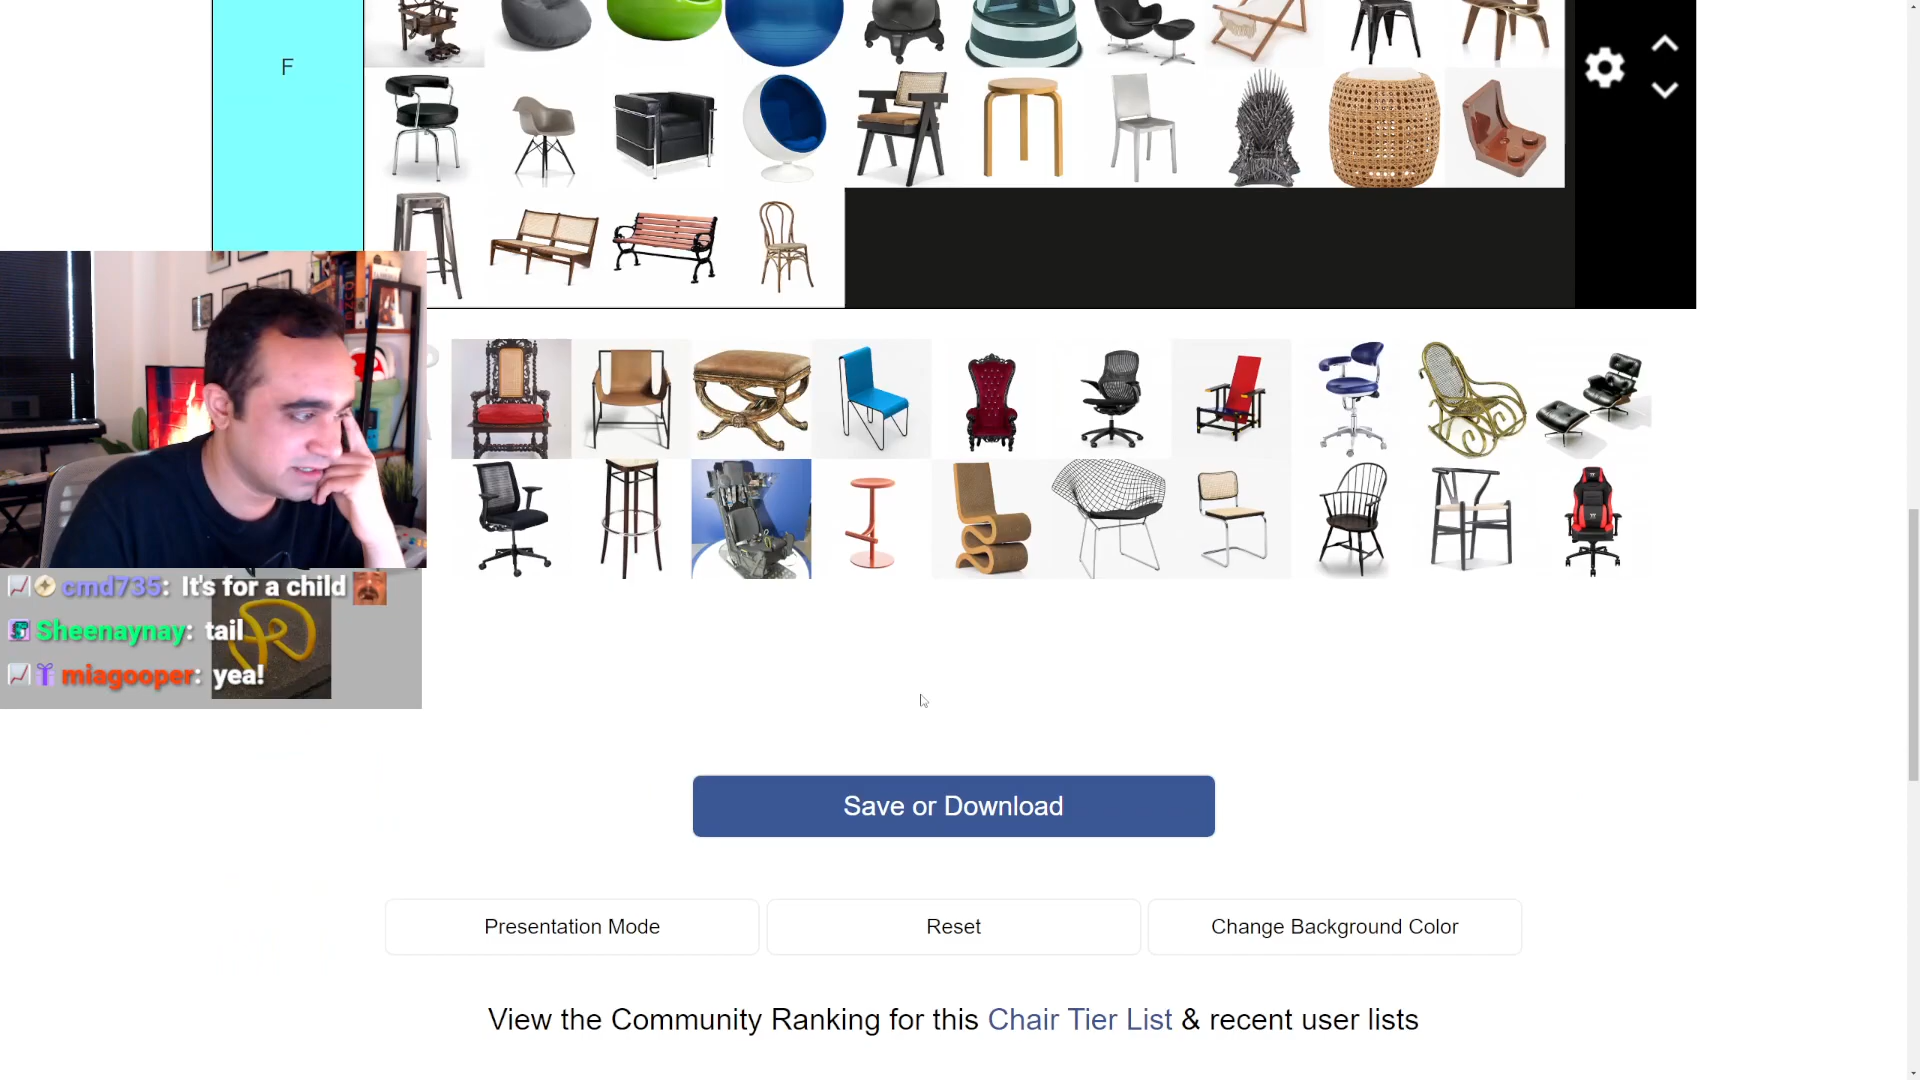 F
cmd735: It's for a child
Sheenaynay: tail
miagooper: yea!
Save or Download
Presentation Mode
Reset
Change Background Color
View the Community Ranking for this Chair Tier List & recent user lists